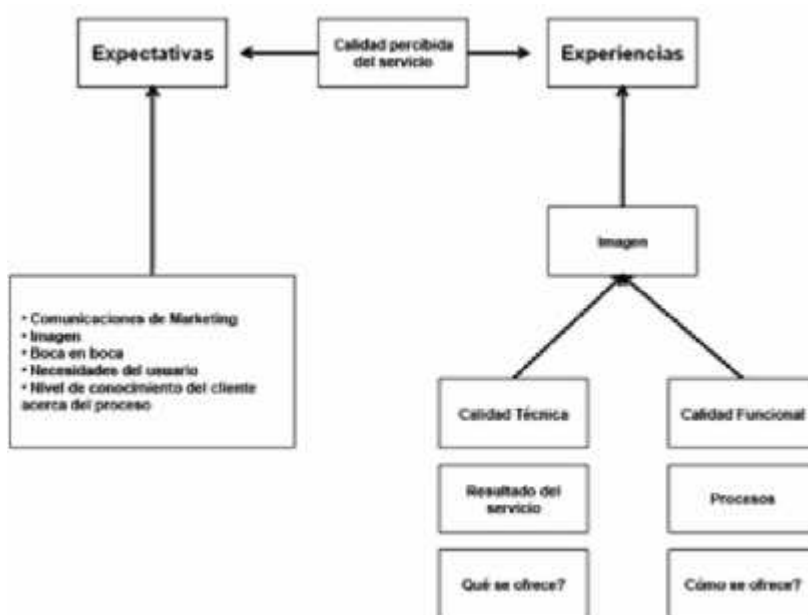 Expectativas
Calidad percibida
del servicio
Experiencias
Imagen
• Comunicaciones de Marketing
• Imagen
• Boca en boca
• Necesidades del usuario
• Nivel de conocimiento del cliente
acerca del proceso
Calidad Técnica
Calidad Funcional
Resultado del
servicio
Procesos
Qué se ofrece?
Cómo se ofrece?